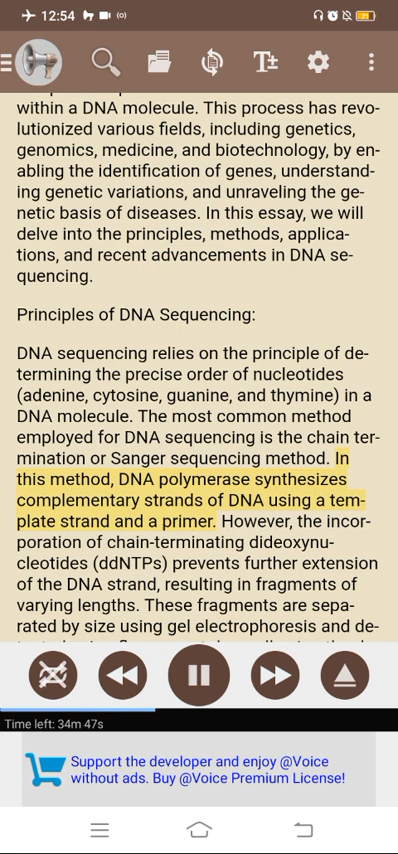 12:54
T±
within a DNA molecule. This process has revo-
lutionized various fields, including genetics,
genomics, medicine, and biotechnology, by en-
abling the identification of genes, understand-
ing genetic variations, and unraveling the ge-
netic basis of diseases. In this essay, we will
delve into the principles, methods, applica-
tions, and recent advancements in DNA se-
quencing.
Principles of DNA Sequencing:
DNA sequencing relies on the principle of de-
termining the precise order of nucleotides
(adenine, cytosine, guanine, and thymine) in a
DNA molecule. The most common method
employed for DNA sequencing is the chain ter-
mination or Sanger sequencing method. In
this method, DNA polymerase synthesizes
complementary strands of DNA using a tem-
plate strand and a primer. However, the incor-
poration of chain-terminating dideoxynu-
cleotides (ddNTPs) prevents further extension
of the DNA strand, resulting in fragments of
varying lengths. These fragments are sepa-
rated by size using gel electrophoresis and de-
Time left: 34m 47s
Support the developer and enjoy @Voice
without ads. Buy @Voice Premium License!